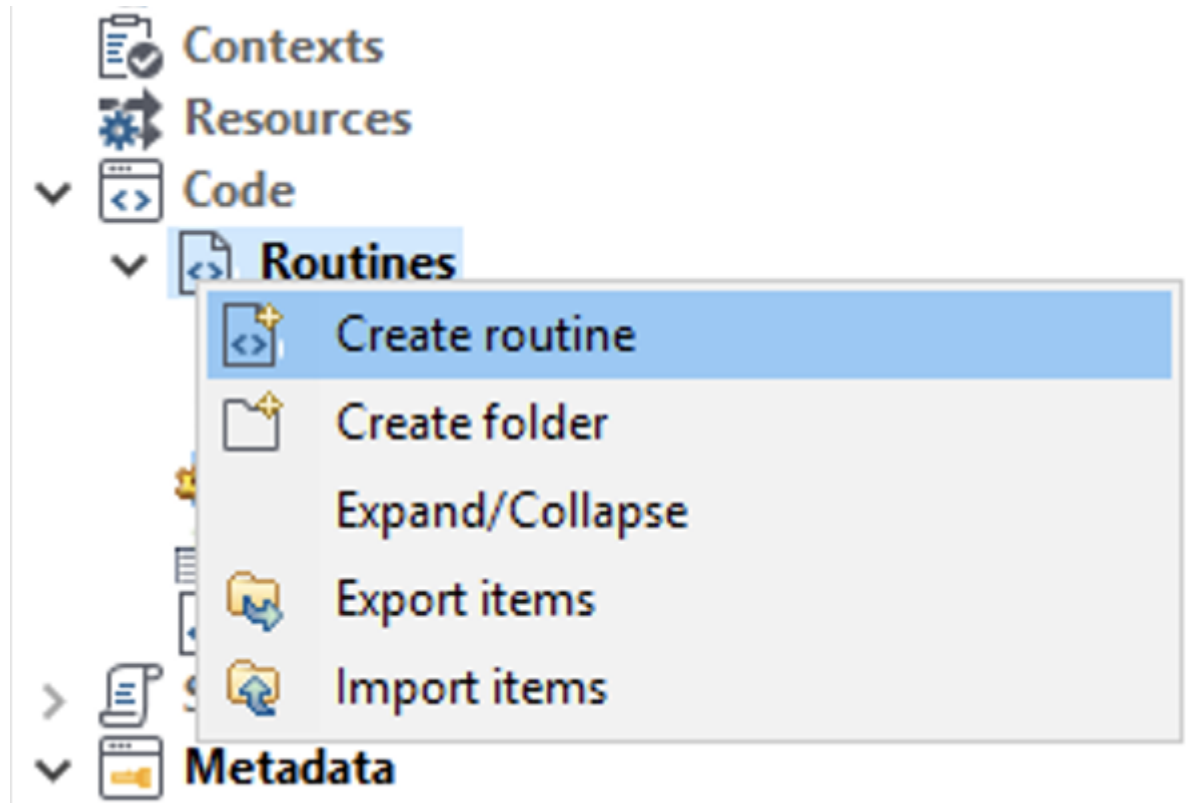 Contexts
Resources
Code
Routines
Create routine
Create folder
Expand/Collapse
Export items
Import items
Metadata